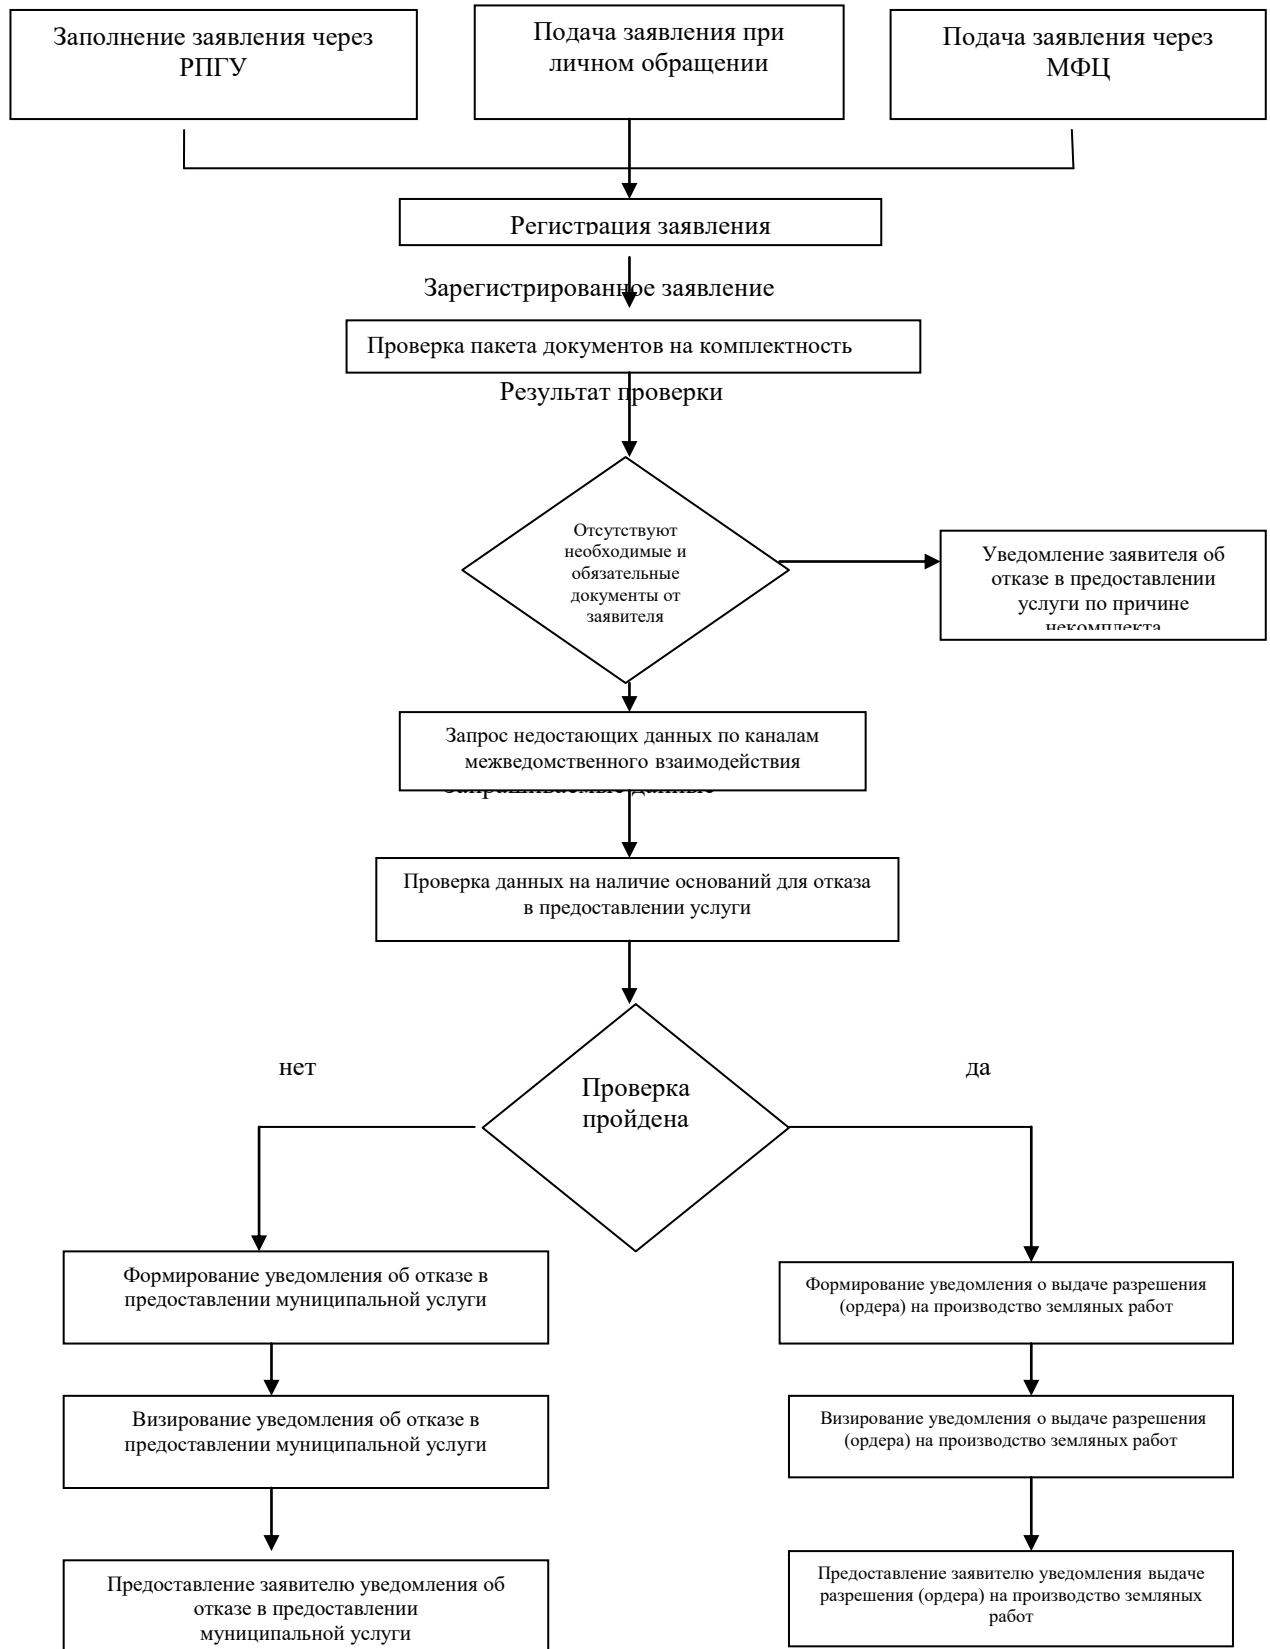 Заполнение заявления через
РПГУ
Подача заявления при
личном обращении
Подача заявления через
МФЦ
Регистрация заявления
Зарегистрированное заявление
Проверка пакета документов на комплектность
Результат проверки
Отсутствуют
необходимые и
обязательные
документы от
заявителя
Уведомление заявителя об
отказе в предоставлении
услуги по причине
некомплекта
Запрос недостающих данных по каналам
межведомственного взаимодействия
Запрашиваемые данные
Проверка данных на наличие оснований для отказа
в предоставлении услуги
нет
да
Проверка
пройдена
Формирование уведомления об отказе в
предоставлении муниципальной услуги
Формирование уведомления о выдаче разрешения
(ордера) на производство земляных работ
Визирование уведомления об отказе в
предоставлении муниципальной услуги
Визирование уведомления о выдаче разрешения
(ордера) на производство земляных работ
Предоставление заявителю уведомления об
отказе в предоставлении
муниципальной услуги
Предоставление заявителю уведомления выдаче
разрешения (ордера) на производство земляных
работ